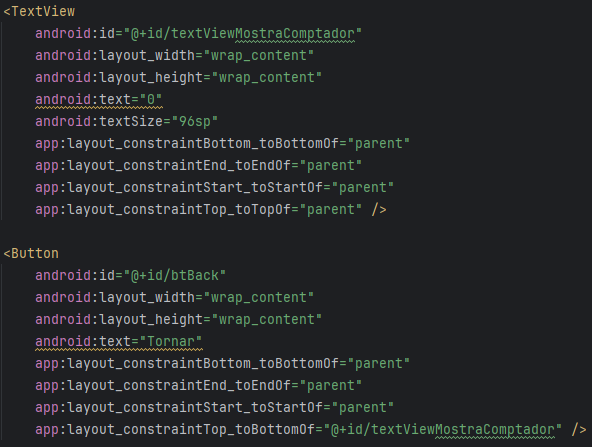 <TextView
android:id="@+id/textViewMostraComptador"
android:layout_width="wrap_content"
android:layout_height="wrap_content"
android:text="0"
android:textSize="96sp"
app:layout_constraintBottom_toBottomOf="parent"
app:layout_constraintEnd_toEndOf="parent"
app:layout_constraintStart_toStartOf="parent"
app:layout_constraintTop_toTopOf="parent" />
<Button
android:id="@+id/btBack"
android:layout_width="wrap_content"
android:layout_height="wrap_content"
android:text="Tornar"
app:layout_constraintBottom_toBottomOf="parent"
app:layout_constraintEnd_toEndOf="parent"
app:layout_constraintStart_toStartOf="parent"
app:layout_constraintTop_toBottomOf="@+id/textViewMostraComptador" />